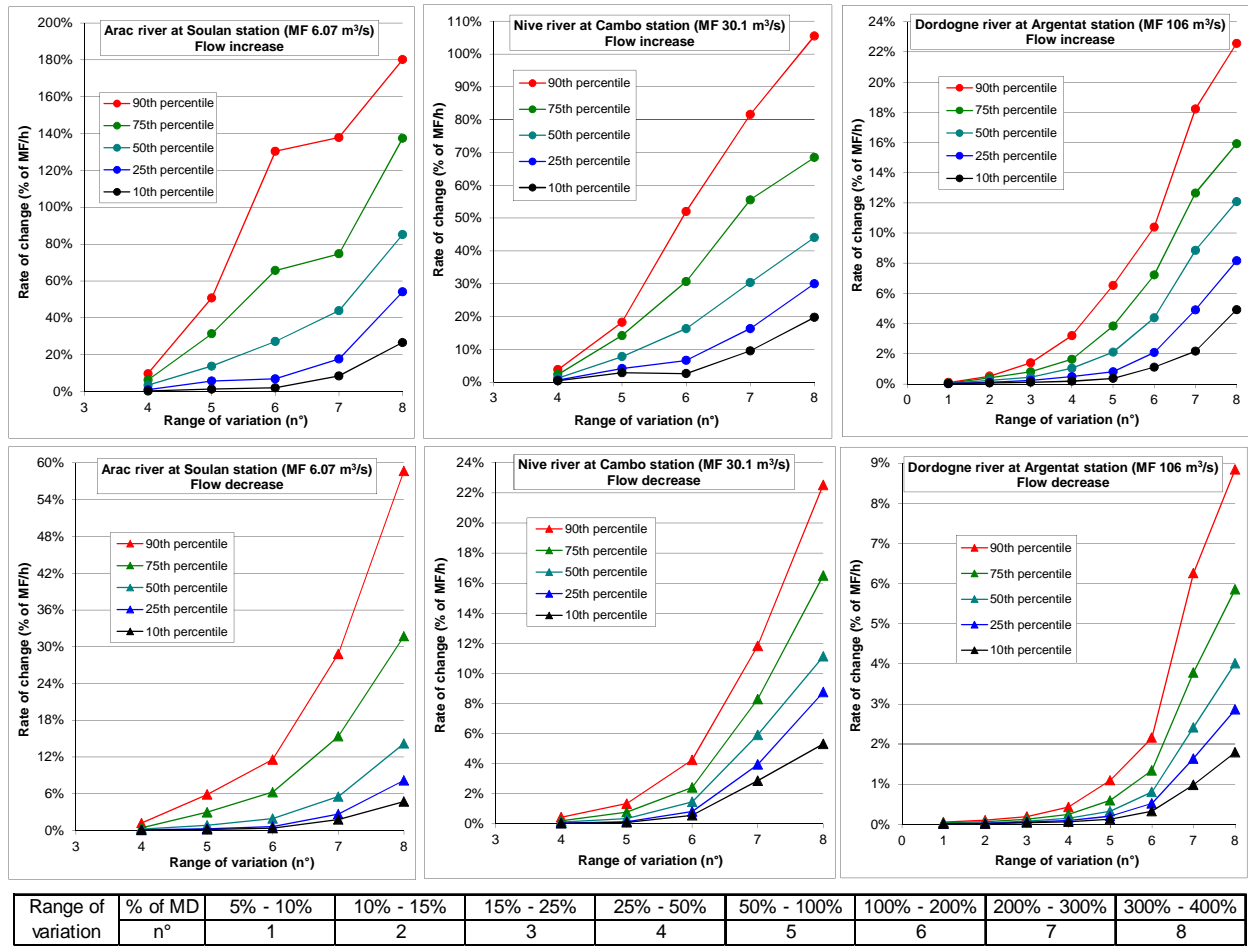 Arac river at Soulan station (MF 6.07 m³/s)
Flow increase
Rate of change (% of MF/h)
200%
180%
160%
140%
120%
100%
80%
60%
40%
20%
0%
90th percentile
75th percentile
50th percentile
25th percentile
10th percentile
3 4 5 6 7 8
Range of variation (n°)
Nive river at Cambo station (MF 30.1 m³/s)
Flow increase
Rate of change (% of MF/h)
110%
100%
90%
80%
70%
60%
50%
40%
30%
20%
10%
0%
90th percentile
75th percentile
50th percentile
25th percentile
10th percentile
3 4 5 6 7 8
Range of variation (n°)
Dordogne river at Argentat station (MF 106 m³/s)
Flow increase
Rate of change (% of MF/h)
24%
22%
20%
18%
16%
14%
12%
10%
8%
6%
4%
2%
0%
90th percentile
75th percentile
50th percentile
25th percentile
10th percentile
0 1 2 3 4 5 6 7 8
Range of variation (n°)
Arac river at Soulan station (MF 6.07 m³/s)
Flow decrease
Rate of change (% of MF/h)
60%
54%
48%
42%
36%
30%
24%
18%
12%
6%
0%
90th percentile
75th percentile
50th percentile
25th percentile
10th percentile
3 4 5 6 7 8
Range of variation (n°)
Nive river at Cambo station (MF 30.1 m³/s)
Flow decrease
Rate of change (% of MF/h)
24%
22%
20%
18%
16%
14%
12%
10%
8%
6%
4%
2%
0%
90th percentile
75th percentile
50th percentile
25th percentile
10th percentile
3 4 5 6 7 8
Range of variation (n°)
Dordogne river at Argentat station (MF 106 m³/s)
Flow decrease
Rate of change (% of MF/h)
9%
8%
7%
6%
5%
4%
3%
2%
1%
0%
90th percentile
75th percentile
50th percentile
25th percentile
10th percentile
0 1 2 3 4 5 6 7 8
Range of variation (n°)
Range of % of MD 5% - 10% 10% - 15% 15% - 25% 25% - 50% 50% - 100% 100% - 200% 200% - 300% 300% - 400%
variation n° 1 2 3 4 5 6 7 8